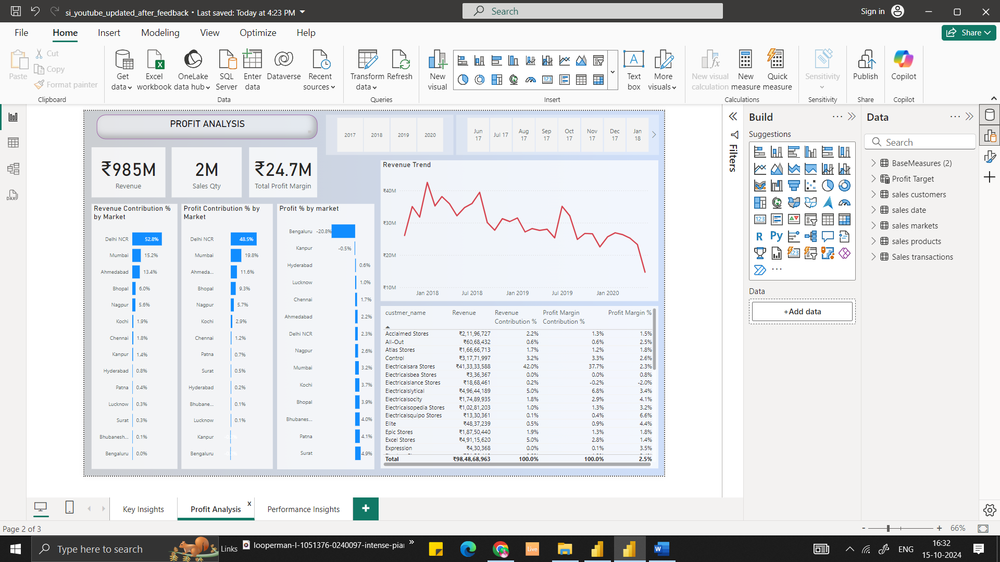 si_youtube_updated_after_feedback • Last saved: Today at 4:23 PM
Search
Sign in
File Home Insert Modeling View Optimize Help
Share
Paste
Cut
Copy
Format painter
Clipboard
Get data
Excel workbook
OneLake data hub
SQL Server
Enter data
Dataverse
Recent sources
Data
Transform data
Refresh
Queries
New visual
Text box
More visuals
Insert
New visual calculation
New measure
Quick measure
Calculations
Sensitivity
Sensitivity
Publish
Share
Copilot
Copilot
PROFIT ANALYSIS
2017 2018 2019 2020
Jun 17
Jul 17
Aug 17
Sep 17
Oct 17
Nov 17
Dec 17
Jan 18
₹985M
Revenue
2M
Sales Qty
₹24.7M
Total Profit Margin
Revenue Contribution % by Market
Delhi NCR 52.8%
Mumbai 15.2%
Ahmedabad 13.4%
Bhopal 6.0%
Nagpur 5.6%
Kochi 1.9%
Chennai 1.8%
Kanpur 1.4%
Hyderabad 0.8%
Patna 0.4%
Lucknow 0.3%
Surat 0.3%
Bhubanesh... 0.1%
Bengaluru 0.0%
Profit Contribution % by Market
Delhi NCR 48.5%
Mumbai 19.8%
Ahmeda... 11.6%
Bhopal 9.3%
Nagpur 5.7%
Kochi 2.9%
Chennai 1.2%
Patna 0.7%
Surat 0.5%
Hyderabad 0.2%
Bhubane... 0.1%
Lucknow 0.1%
Kanpur
Bengaluru
Profit % by market
Bengaluru -20.8%
Kanpur -0.5%
Hyderabad 0.6%
Lucknow 1.0%
Chennai 1.7%
Ahmedabad 2.2%
Delhi NCR 2.3%
Nagpur 2.6%
Mumbai 3.2%
Kochi 3.7%
Bhopal 3.9%
Bhubanes... 4.0%
Patna 4.1%
Surat 4.9%
Revenue Trend
₹40M
₹30M
₹20M
₹10M
Jan 2018 Jul 2018 Jan 2019 Jul 2019 Jan 2020
custmer_name Revenue Revenue Contribution % Profit Margin Contribution % Profit Margin %
Acclaimed Stores ₹2,11,96,727 2.2% 1.3% 1.5%
All-Out ₹60,68,432 0.6% 0.6% 2.5%
Atlas Stores ₹1,66,66,713 1.7% 1.2% 1.8%
Control ₹3,17,71,997 3.2% 3.3% 2.6%
Electricalsara Stores ₹41,33,33,588 42.0% 37.7% 2.3%
Electricalsbea Stores ₹3,36,367 0.0% 0.0% 0.8%
Electricalslance Stores ₹18,68,461 0.2% -0.2% -2.0%
Electricalslytical ₹4,96,44,189 5.0% 6.8% 3.4%
Electricalsocity ₹1,74,89,935 1.8% 2.9% 4.1%
Electricalsopedia Stores ₹1,02,81,203 1.0% 1.3% 3.2%
Electricalsquipo Stores ₹13,30,361 0.1% 0.4% 6.6%
Elite ₹48,37,239 0.5% 0.9% 4.4%
Epic Stores ₹1,87,50,440 1.9% 1.3% 1.8%
Excel Stores ₹4,91,15,620 5.0% 2.8% 1.4%
Expression ₹4,30,368 0.0% 0.1% 3.5%
Total ₹98,48,68,963 100.0% 100.0% 2.5%
Filters
Build
Suggestions
Data
+Add data
Data
Search
BaseMeasures (2)
Profit Target
sales customers
sales date
sales markets
sales products
Sales transactions
Key Insights
Profit Analysis x
Performance Insights
+
Page 2 of 3
- + 66%
Type here to search
Links
looperman-l-1051376-0240097-intense-piar
Live
ENG
16:32
15-10-2024